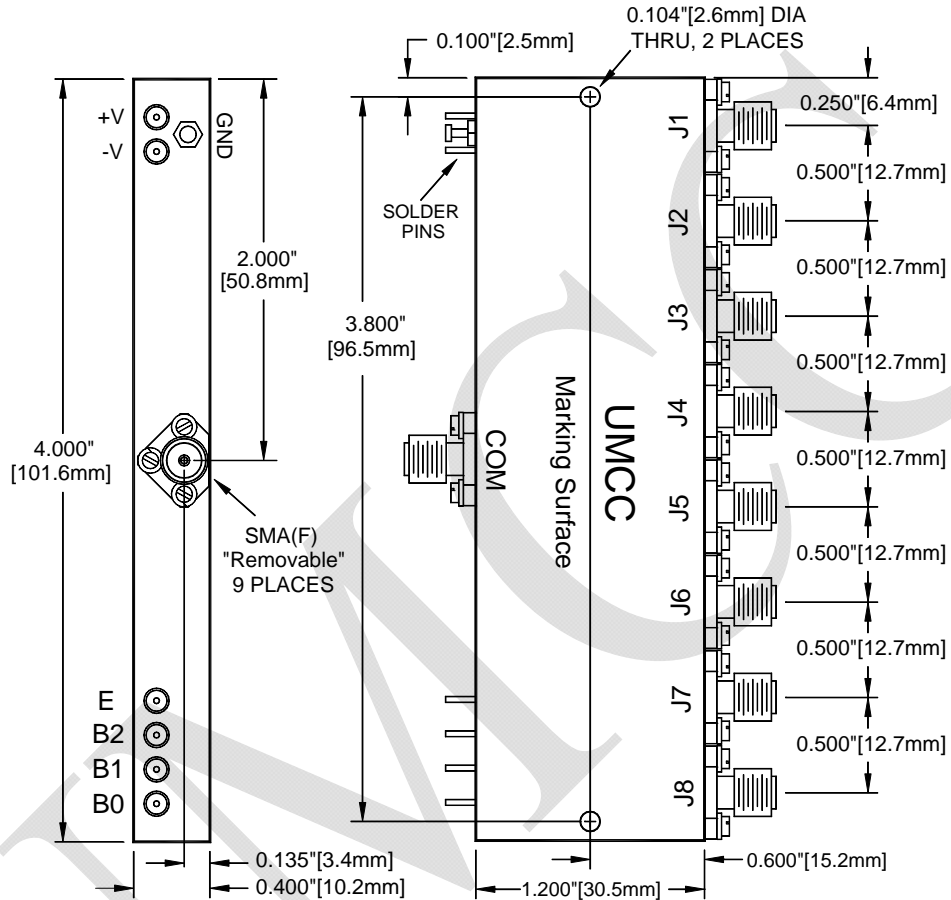 0.104"[2.6mm] DIA
THRU, 2 PLACES
0.100"[2.5mm]
+V
-V
GND
SOLDER
PINS
2.000"
[50.8mm]
3.800"
[96.5mm]
4.000"
[101.6mm]
SMA(F)
"Removable"
9 PLACES
COM
Marking Surface
UMCC
J1
J2
J3
J4
J5
J6
J7
J8
0.250"[6.4mm]
0.500"[12.7mm]
0.500"[12.7mm]
0.500"[12.7mm]
0.500"[12.7mm]
0.500"[12.7mm]
0.500"[12.7mm]
0.500"[12.7mm]
E
B2
B1
B0
0.135"[3.4mm]
0.400"[10.2mm]
1.200"[30.5mm]
0.600"[15.2mm]
UMCC